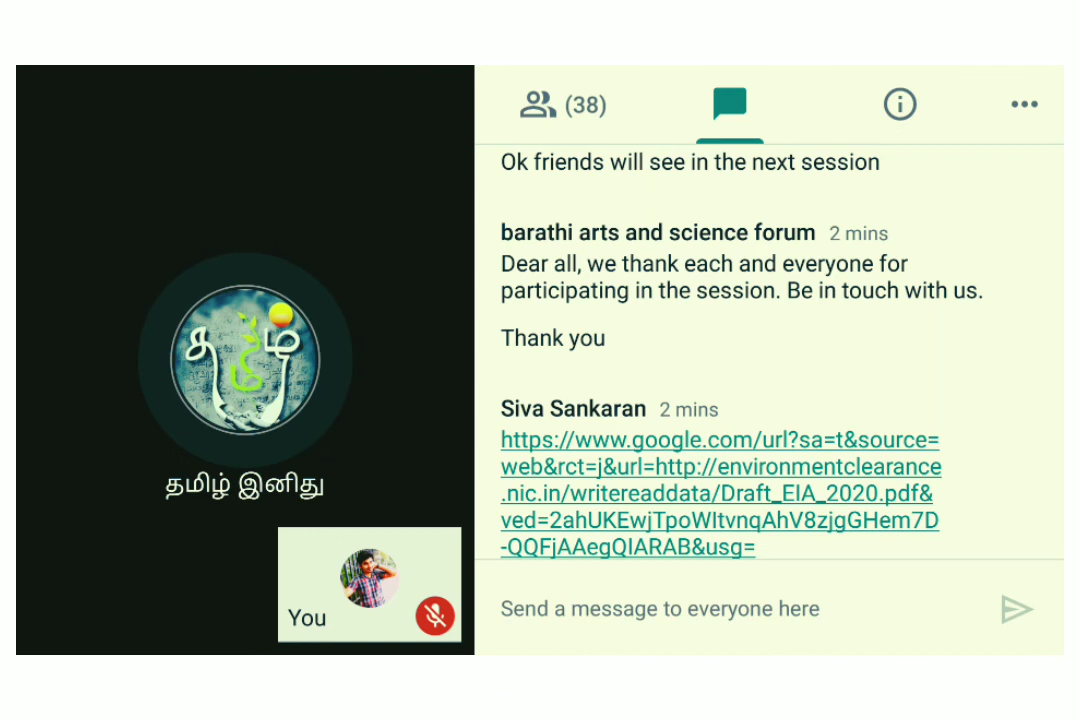 (38)
Ok friends will see in the next session
barathi arts and science forum 2 mins
Dear all, we thank each and everyone for
participating in the session. Be in touch with us.
Thank you
Siva Sankaran 2 mins
https://www.google.com/url?sa=t&source=
web&rct=j&url=http://environmentclearance
.nic.in/writereaddata/Draft_EIA_2020.pdf&
ved=2ahUKEwjTpoWItvnqAhV8zjgGHem7D
-QQFjAAegQIARAB&usg=
Send a message to everyone here
தமிழ்
தமிழ் இனிது
You